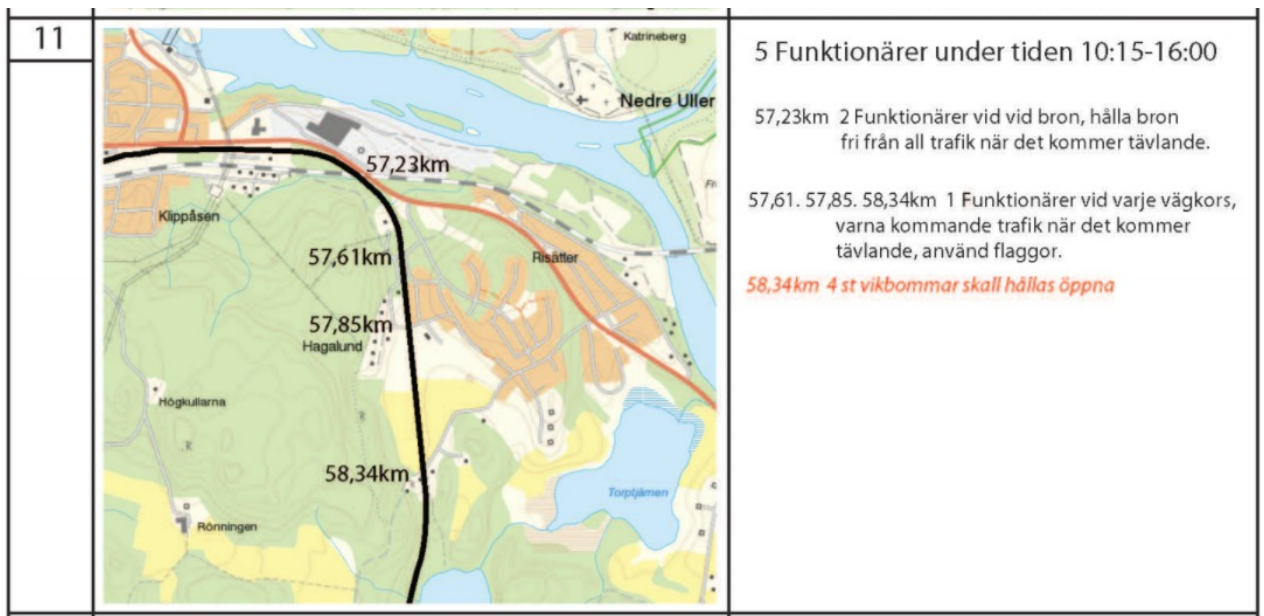 11
Katrineberg
Nedre Uller
57,23km
Klippåsen
57,61km
Risätter
57,85km
Hagalund
Högkullarna
58,34km
Torptjärnen
Rönningen
5 Funktionärer under tiden 10:15-16:00
57,23km 2 Funktionärer vid vid bron, hålla bron
fri från all trafik när det kommer tävlande.
57,61. 57,85. 58,34km 1 Funktionärer vid varje vägkors,
varna kommande trafik när det kommer
tävlande, använd flaggor.
58,34km 4 st vikbommar skall hållas öppna